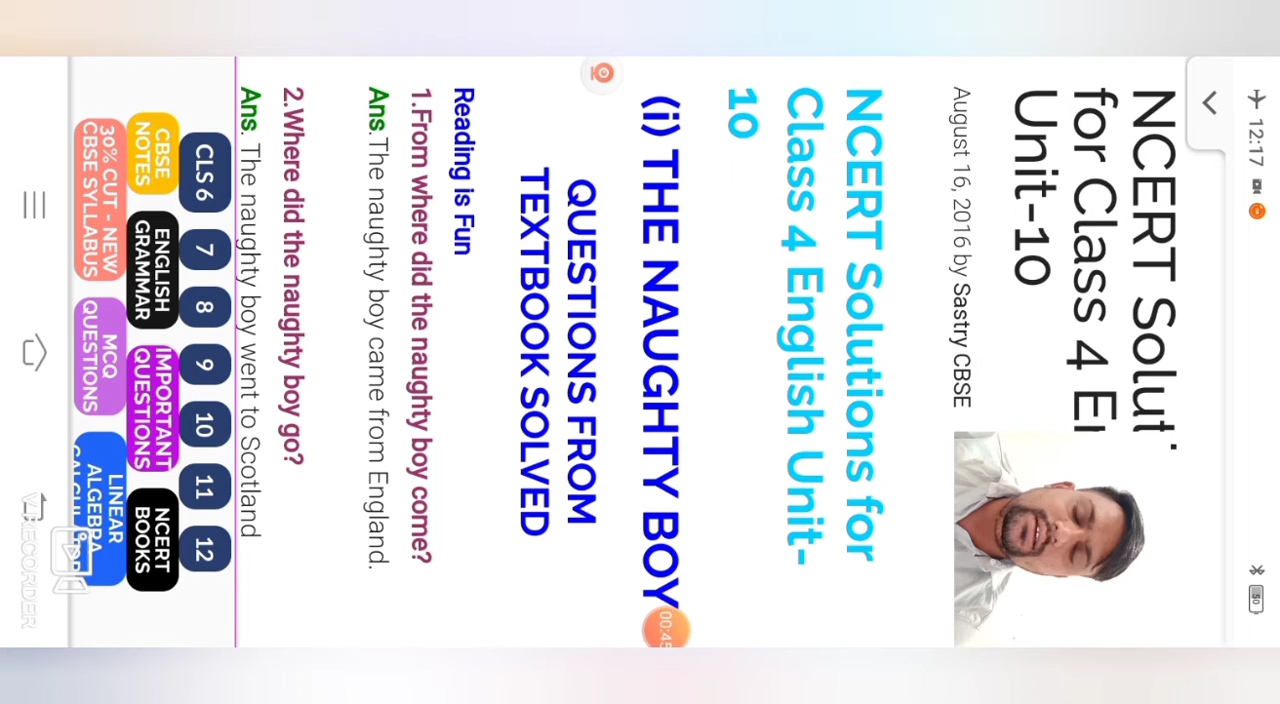 12:17
50
NCERT Solut
for Class 4 E
Unit-10
August 16, 2016 by Sastry CBSE
NCERT Solutions for
Class 4 English Unit-
10
(i) THE NAUGHTY BOY
00:45
QUESTIONS FROM
TEXTBOOK SOLVED
Reading is Fun
1.From where did the naughty boy come?
Ans.The naughty boy came from England.
2.Where did the naughty boy go?
Ans. The naughty boy went to Scotland
CLS 6 7 8 9 10 11 12
CBSE NOTES
ENGLISH GRAMMAR
IMPORTANT QUESTIONS
NCERT BOOKS
30% CUT - NEW CBSE SYLLABUS
MCQ QUESTIONS
LINEAR ALGEBRA
RECORDER